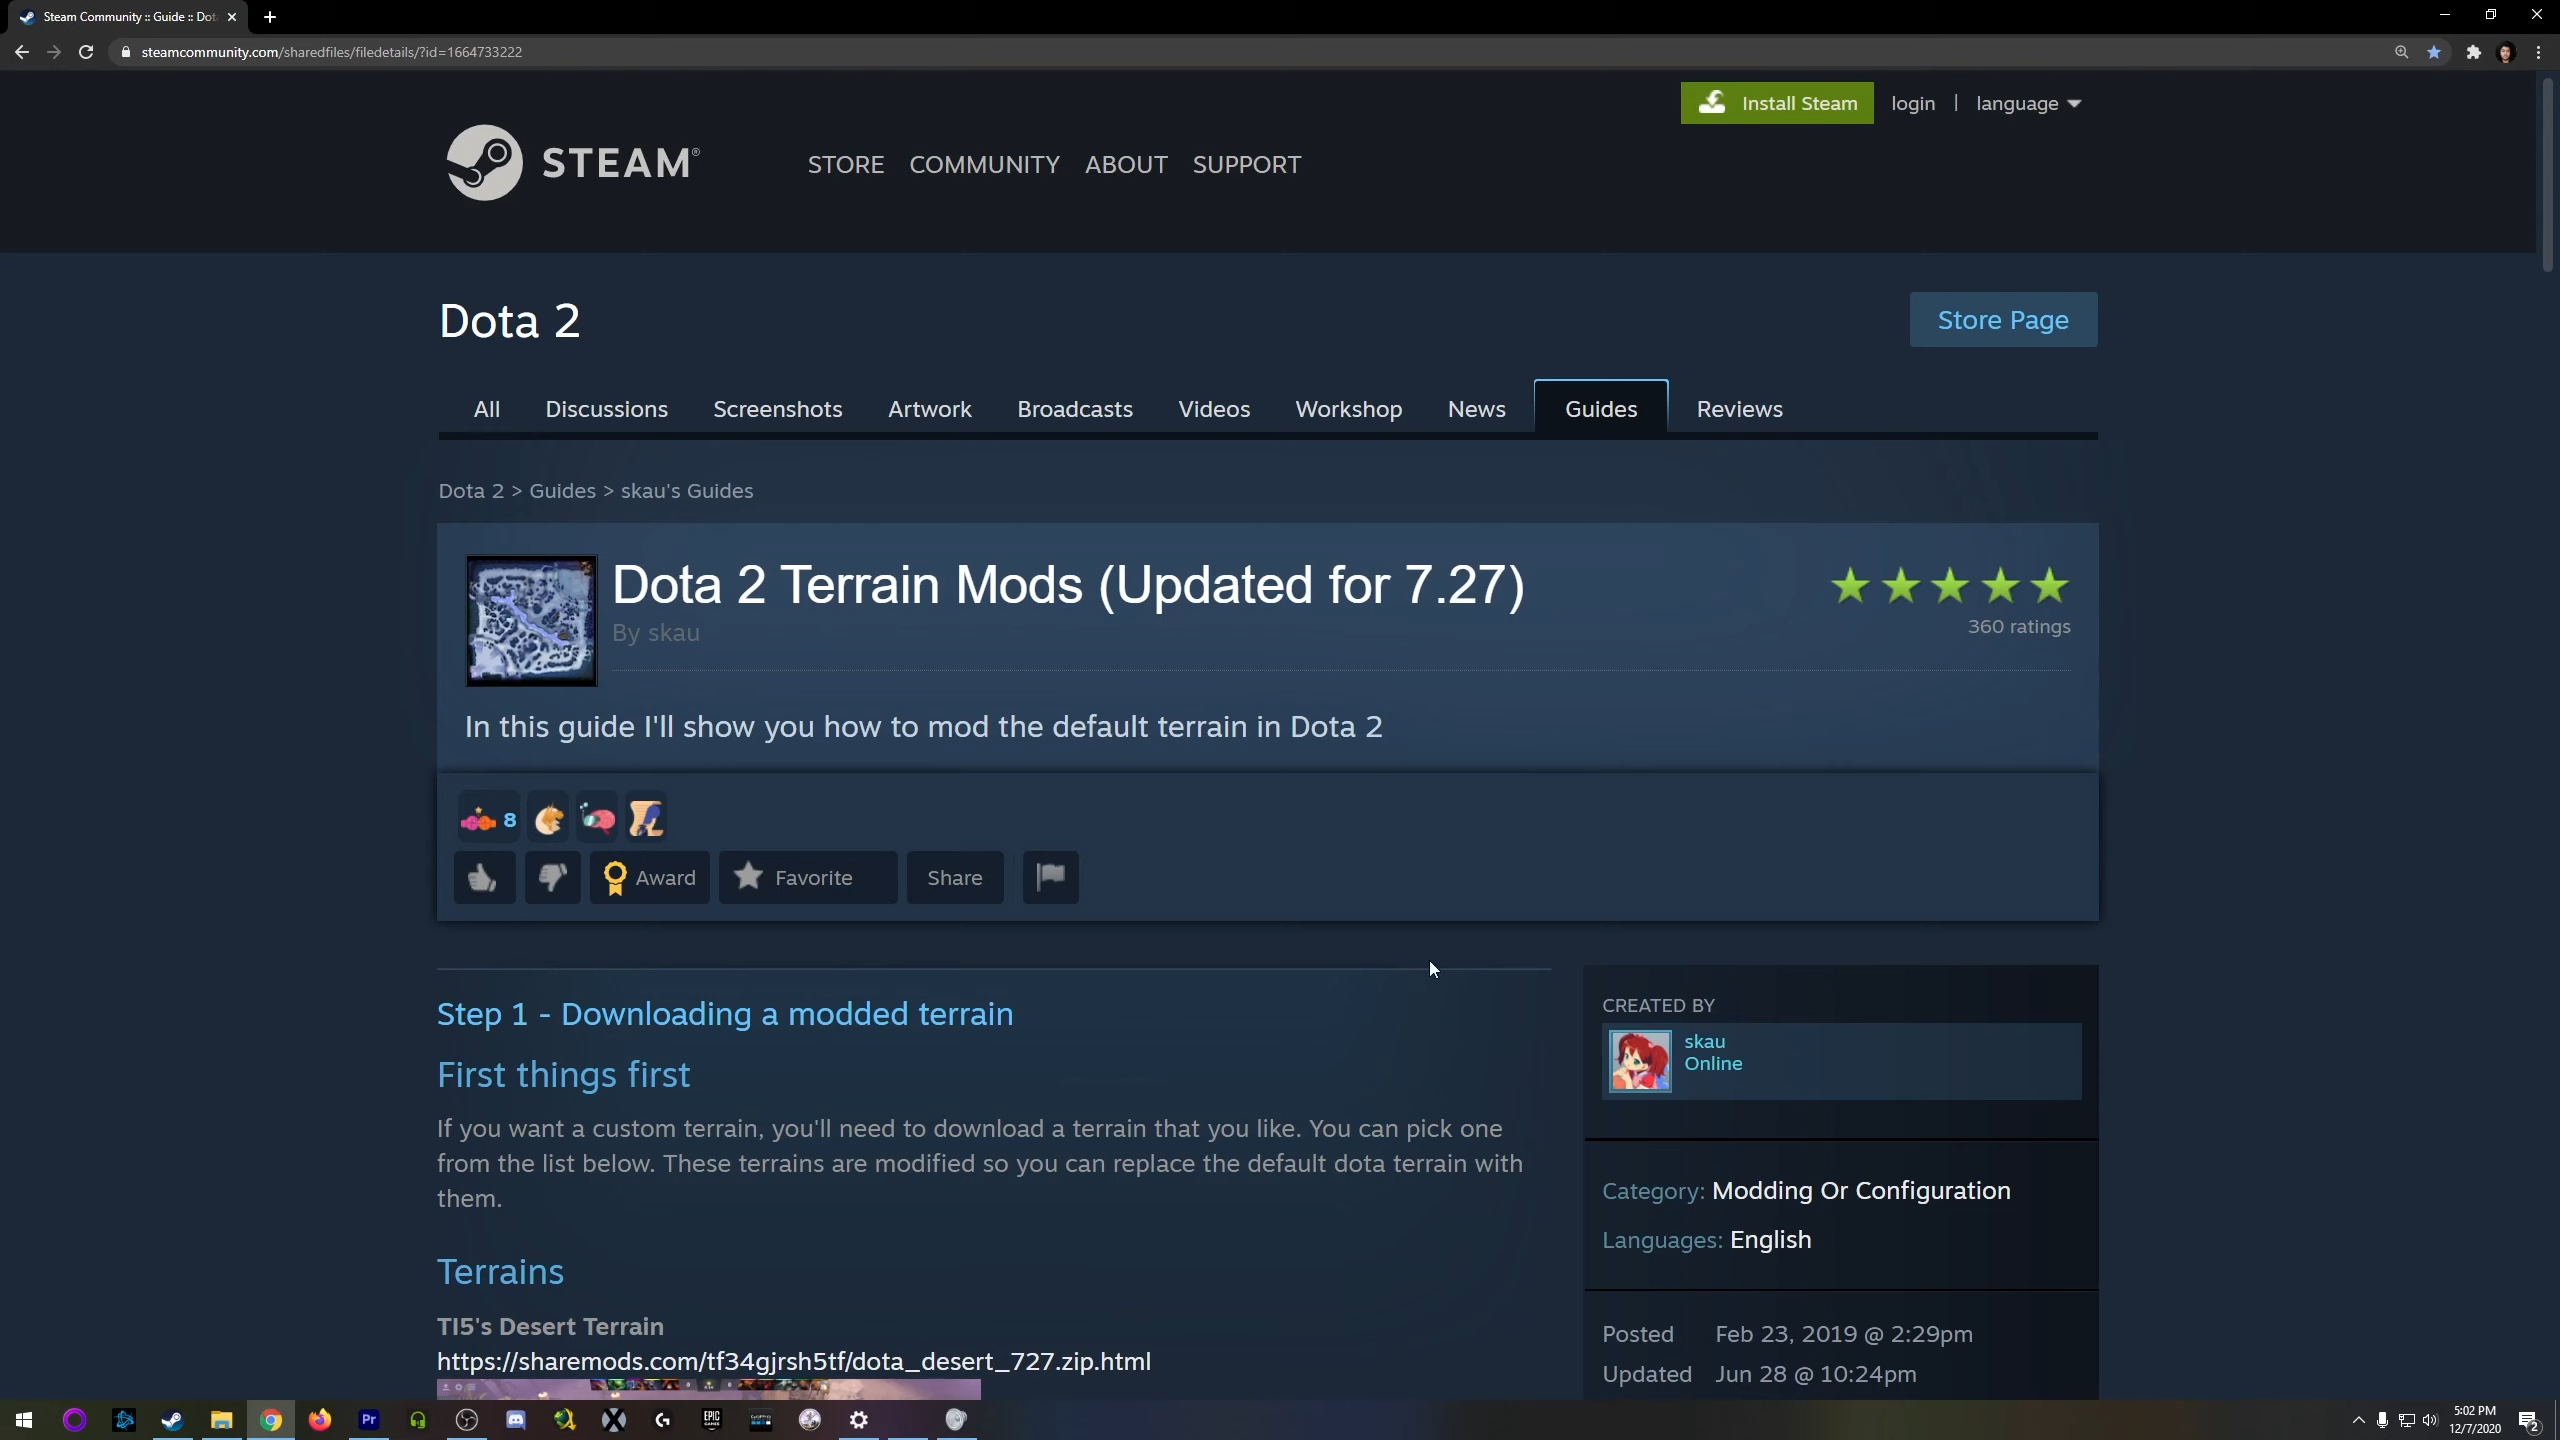 Steam Community :: Guide :: Dot
steamcommunity.com/sharedfiles/filedetails/?id=1664733222
Install Steam
login
|
language
STEAM®
STORE
COMMUNITY
ABOUT
SUPPORT
Dota 2
Store Page
All
Discussions
Screenshots
Artwork
Broadcasts
Videos
Workshop
News
Guides
Reviews
Dota 2 > Guides > skau's Guides
Dota 2 Terrain Mods (Updated for 7.27)
By skau
360 ratings
In this guide I'll show you how to mod the default terrain in Dota 2
8
Award
Favorite
Share
Step 1 - Downloading a modded terrain
First things first
If you want a custom terrain, you'll need to download a terrain that you like. You can pick one
from the list below. These terrains are modified so you can replace the default dota terrain with
them.
Terrains
TI5's Desert Terrain
https://sharemods.com/tf34gjrsh5tf/dota_desert_727.zip.html
CREATED BY
skau
Online
Category: Modding Or Configuration
Languages: English
Posted Feb 23, 2019 @ 2:29pm
Updated Jun 28 @ 10:24pm
Pr
EPIC
GAMES
5:02 PM
12/7/2020
2